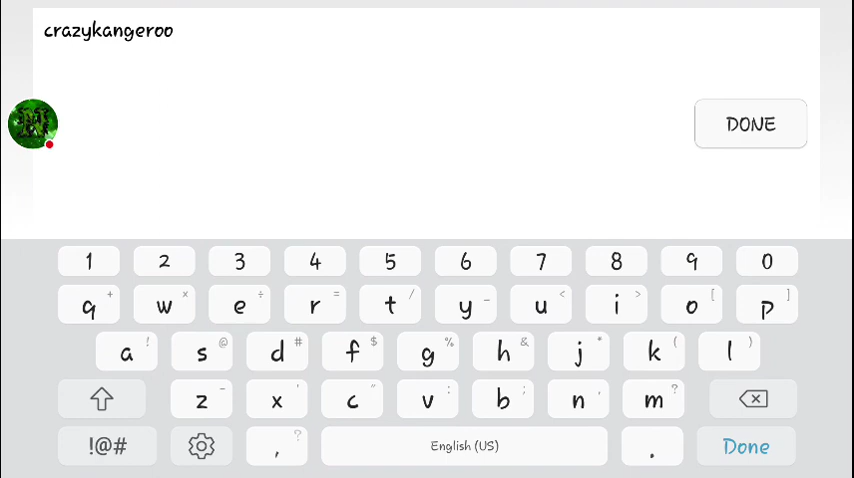 crazykangeroo
N
DONE
1 2 3 4 5 6 7 8 9 0
q + w x e ÷ r = t / y _ u < i > o [ p ]
a ! s @ d # f $ g % h & j * k ( l )
z - x ' c " v : b ; n , m ?
!@# , ? English (US) . Done